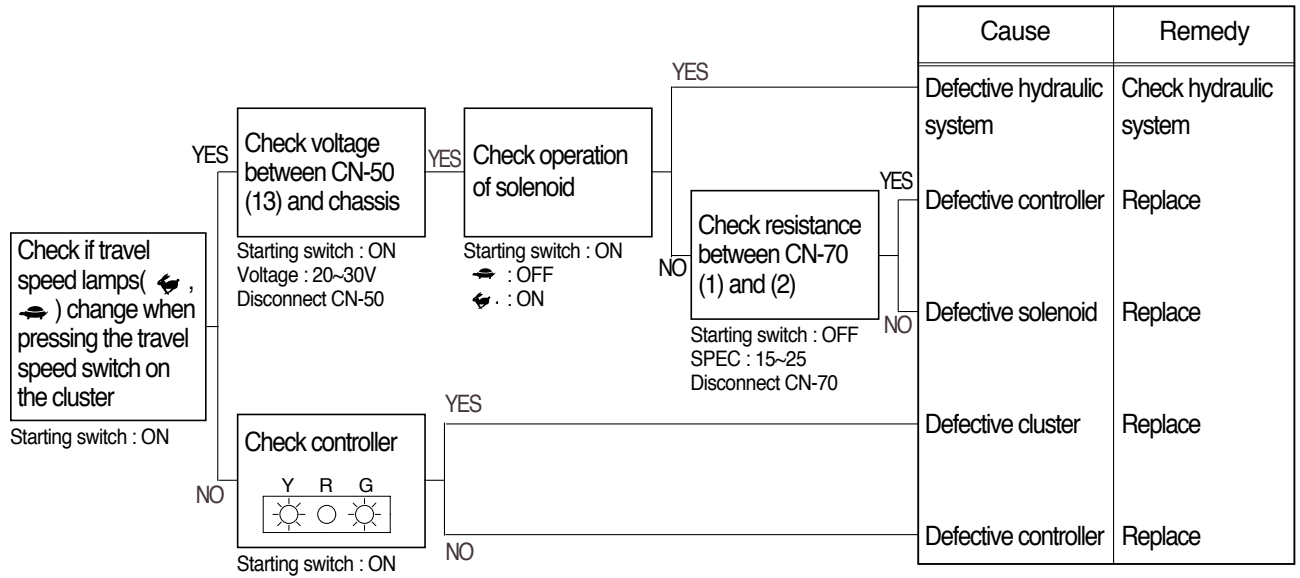 Check if travel
speed lamps( ,
) change when
pressing the travel
speed switch on
the cluster
Starting switch : ON
YES
Check voltage
between CN-50
(13) and chassis
Starting switch : ON
Voltage : 20~30V
Disconnect CN-50
YES
Check operation
of solenoid
Starting switch : ON
: OFF
. : ON
YES
NO
Check resistance
between CN-70
(1) and (2)
Starting switch : OFF
SPEC : 15~25
Disconnect CN-70
YES
NO
NO
Check controller
Y R G
Starting switch : ON
YES
NO
Cause Remedy
Defective hydraulic Check hydraulic
system system
Defective controller Replace
Defective solenoid Replace
Defective cluster Replace
Defective controller Replace